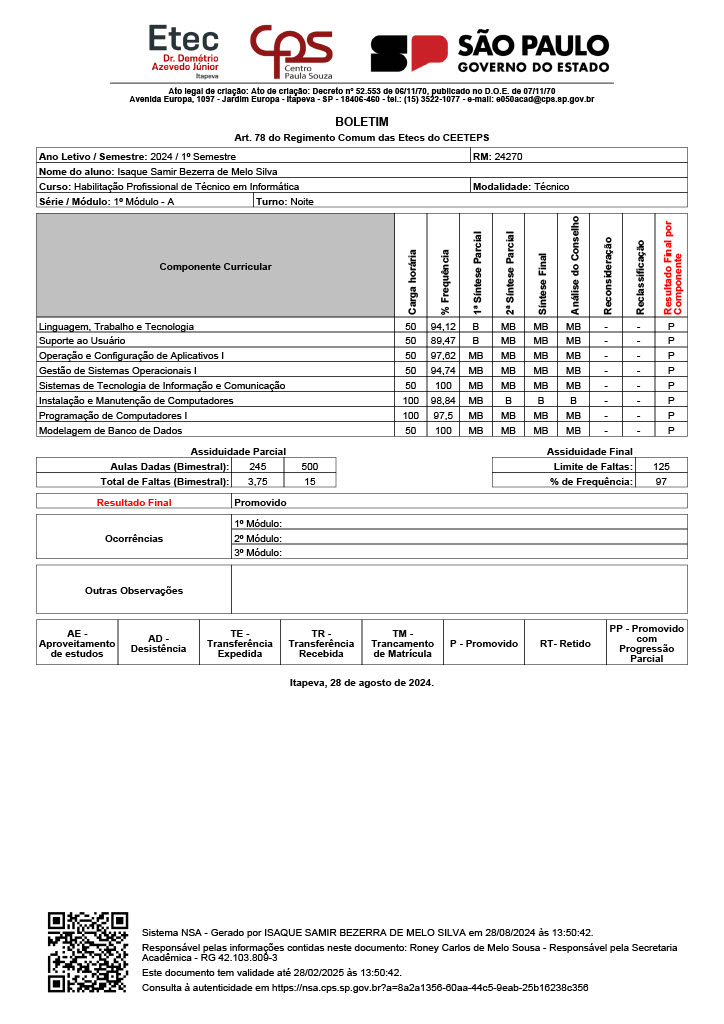 Etec
Dr. Demétrio
Azevedo Júnior
Itapeva
CPS
Centro
Paula Souza
SÃO PAULO
GOVERNO DO ESTADO
Ato legal de criação: Ato de criação: Decreto nº 52.553 de 06/11/70, publicado no D.O.E. de 07/11/70
Avenida Europa, 1097 - Jardim Europa - Itapeva - SP - 18406-460 - tel.: (15) 3522-1077 - e-mail: e050acad@cps.sp.gov.br
BOLETIM
Art. 78 do Regimento Comum das Etecs do CEETEPS
Ano Letivo / Semestre: 2024 / 1º Semestre RM: 24270
Nome do aluno: Isaque Samir Bezerra de Melo Silva
Curso: Habilitação Profissional de Técnico em Informática Modalidade: Técnico
Série / Módulo: 1º Módulo - A Turno: Noite
Componente Curricular Carga horária % Frequência 1ª Síntese Parcial 2ª Síntese Parcial Síntese Final Análise do Conselho Reconsideração Reclassificação Resultado Final por Componente
Linguagem, Trabalho e Tecnologia 50 94,12 B MB MB MB - - P
Suporte ao Usuário 50 89,47 B MB MB MB - - P
Operação e Configuração de Aplicativos I 50 97,62 MB MB MB MB - - P
Gestão de Sistemas Operacionais I 50 94,74 MB MB MB MB - - P
Sistemas de Tecnologia de Informação e Comunicação 50 100 MB MB MB MB - - P
Instalação e Manutenção de Computadores 100 98,84 MB B B B - - P
Programação de Computadores I 100 97,5 MB MB MB MB - - P
Modelagem de Banco de Dados 50 100 MB MB MB MB - - P
Assiduidade Parcial Assiduidade Final
Aulas Dadas (Bimestral): 245 500 Limite de Faltas: 125
Total de Faltas (Bimestral): 3,75 15 % de Frequência: 97
Resultado Final Promovido
Ocorrências
1º Módulo:
2º Módulo:
3º Módulo:
Outras Observações
AE - Aproveitamento de estudos
AD - Desistência
TE - Transferência Expedida
TR - Transferência Recebida
TM - Trancamento de Matrícula
P - Promovido
RT- Retido
PP - Promovido com Progressão Parcial
Itapeva, 28 de agosto de 2024.
Sistema NSA - Gerado por ISAQUE SAMIR BEZERRA DE MELO SILVA em 28/08/2024 às 13:50:42.
Responsável pelas informações contidas neste documento: Roney Carlos de Melo Sousa - Responsável pela Secretaria
Acadêmica - RG 42.103.809-3
Este documento tem validade até 28/02/2025 às 13:50:42.
Consulta à autenticidade em https://nsa.cps.sp.gov.br?a=8a2a1356-60aa-44c5-9eab-25b16238c356